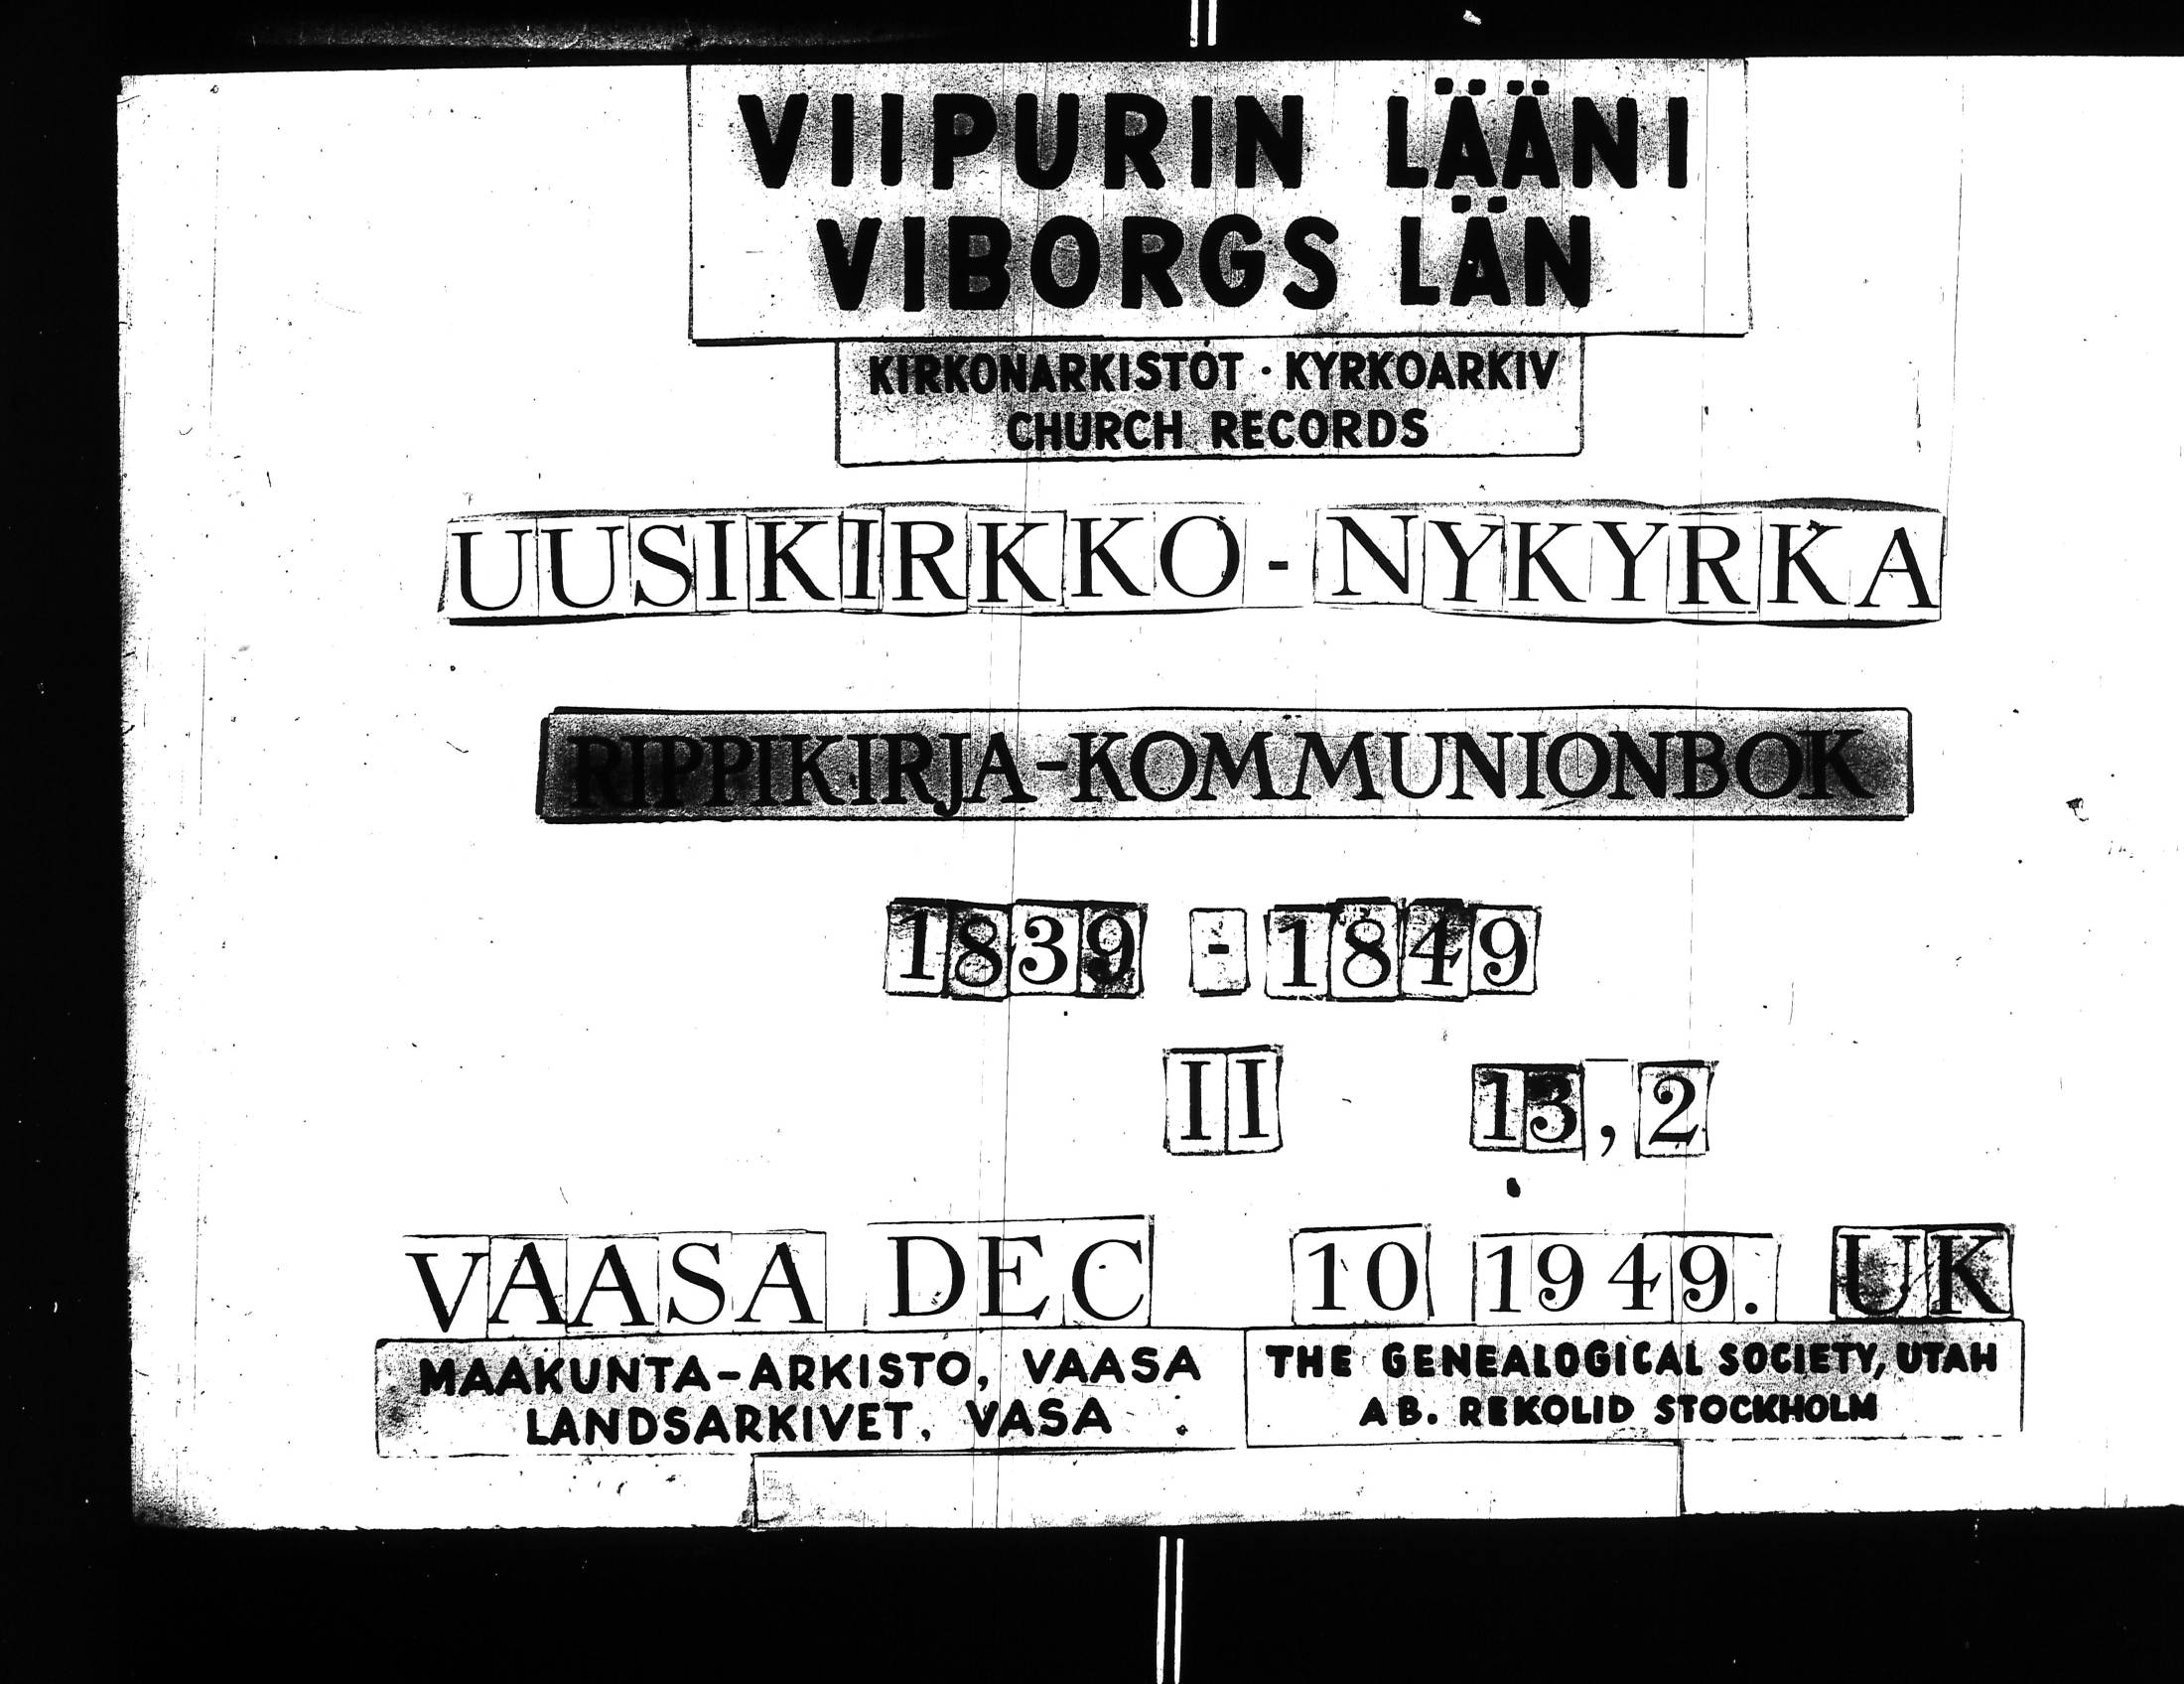 VIIPURIN LÄÄNI
VIBORGS LÄN
KIRKONARKISTOT · KYRKOARKIV
CHURCH RECORDS
UUSIKIRKKO - NYKYRKA
RIPPIKIRJA-KOMMUNIONBOK
1839 - 1849
II 13,2
VAASA DEC 10 1949. UK
MAAKUNTA-ARKISTO, VAASA
LANDSARKIVET, VASA
THE GENEALOGICAL SOCIETY, UTAH
AB. REKOLID STOCKHOLM